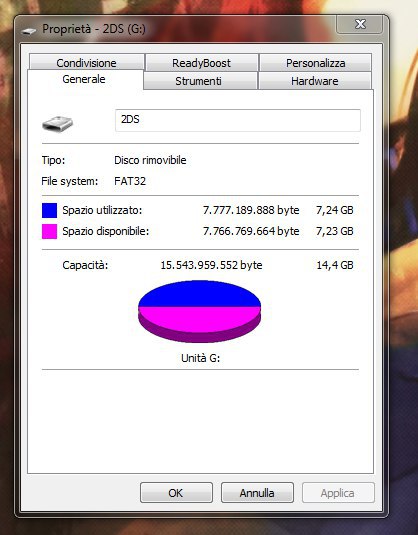 Proprietà - 2DS (G:)
Condivisione ReadyBoost Personalizza
Generale Strumenti Hardware
2DS
Tipo: Disco rimovibile
File system: FAT32
Spazio utilizzato: 7.777.189.888 byte 7,24 GB
Spazio disponibile: 7.766.769.664 byte 7,23 GB
Capacità: 15.543.959.552 byte 14,4 GB
Unità G:
OK Annulla Applica